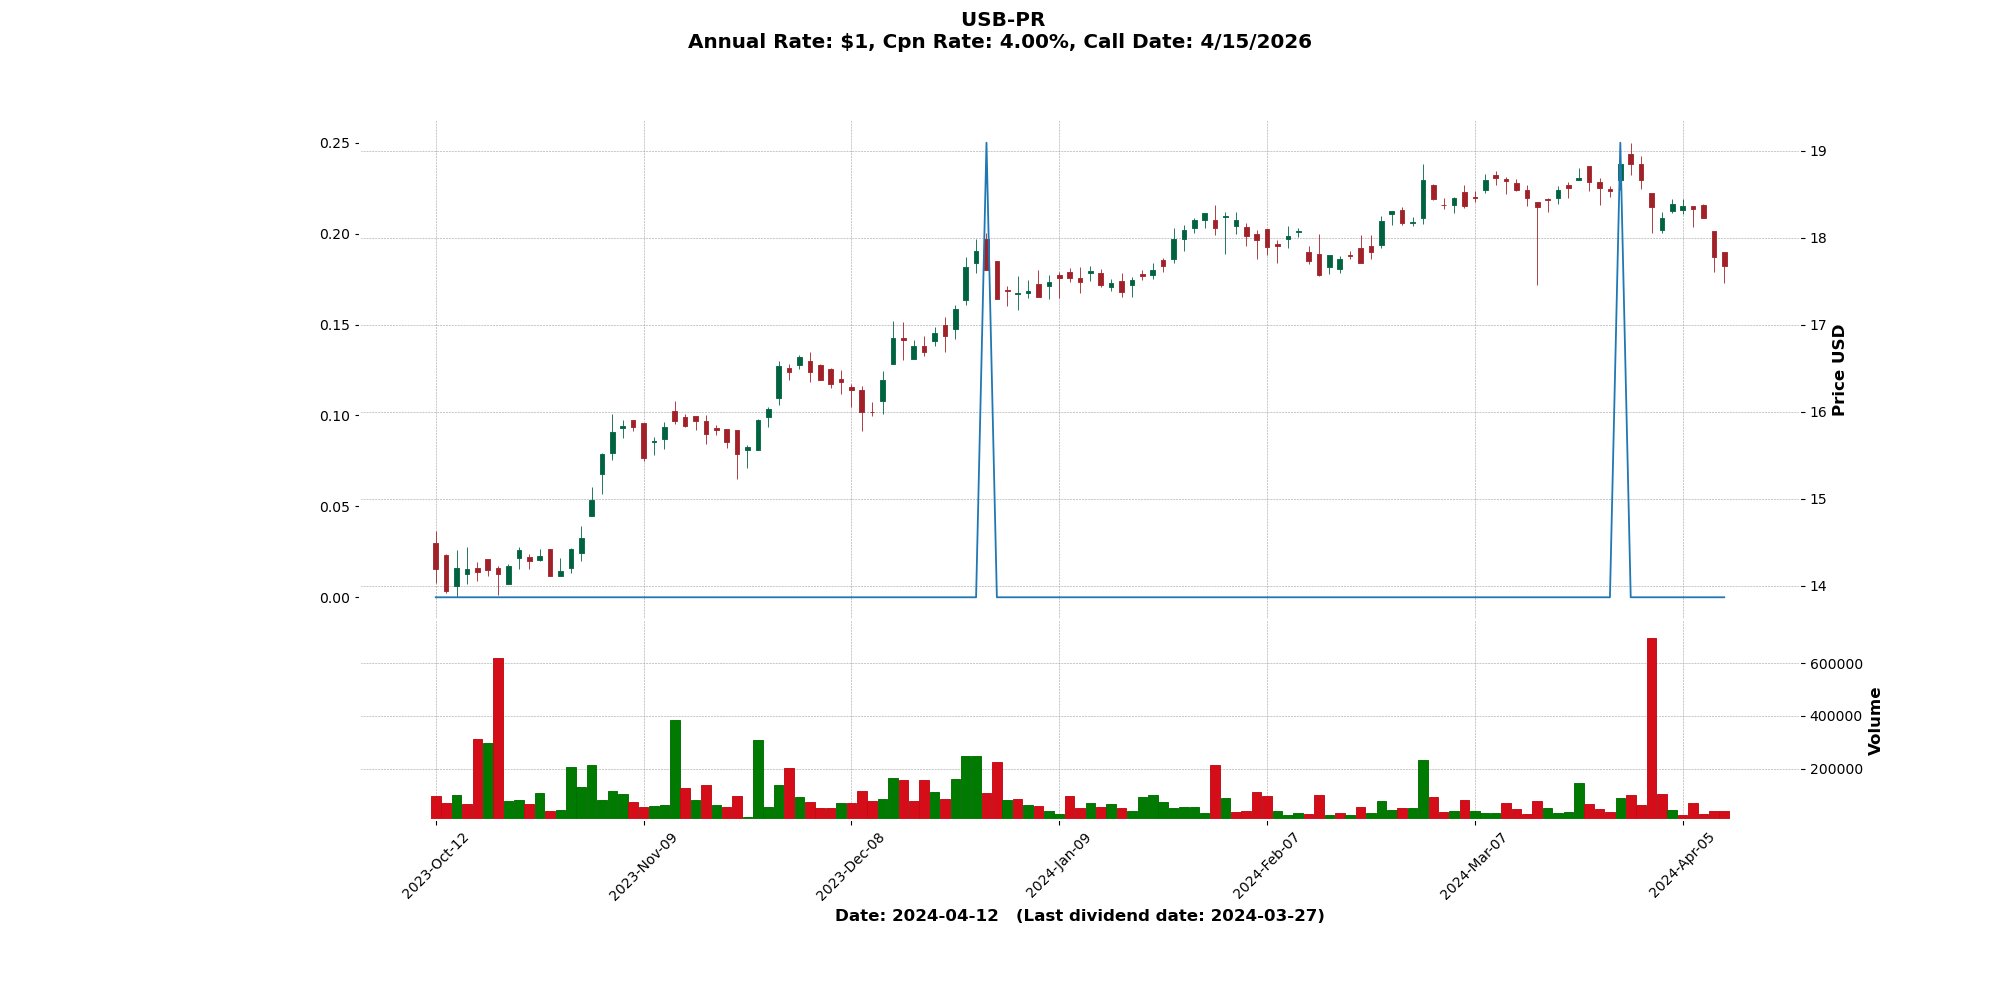 USB-PR
Annual Rate: $1, Cpn Rate: 4.00%, Call Date: 4/15/2026
0.25
0.20
0.15
0.10
0.05
0.00
19
18
17
16
15
14
Price USD
600000
400000
200000
Volume
2023-Oct-12
2023-Nov-09
2023-Dec-08
2024-Jan-09
2024-Feb-07
2024-Mar-07
2024-Apr-05
Date: 2024-04-12 (Last dividend date: 2024-03-27)